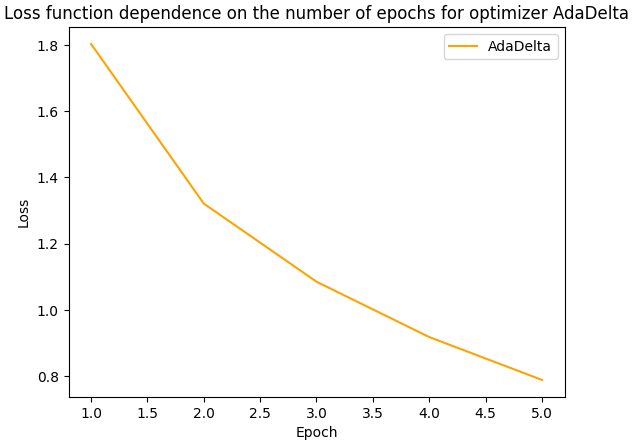 Loss function dependence on the number of epochs for optimizer AdaDelta
AdaDelta
Loss
1.8
1.6
1.4
1.2
1.0
0.8
1.0 1.5 2.0 2.5 3.0 3.5 4.0 4.5 5.0
Epoch